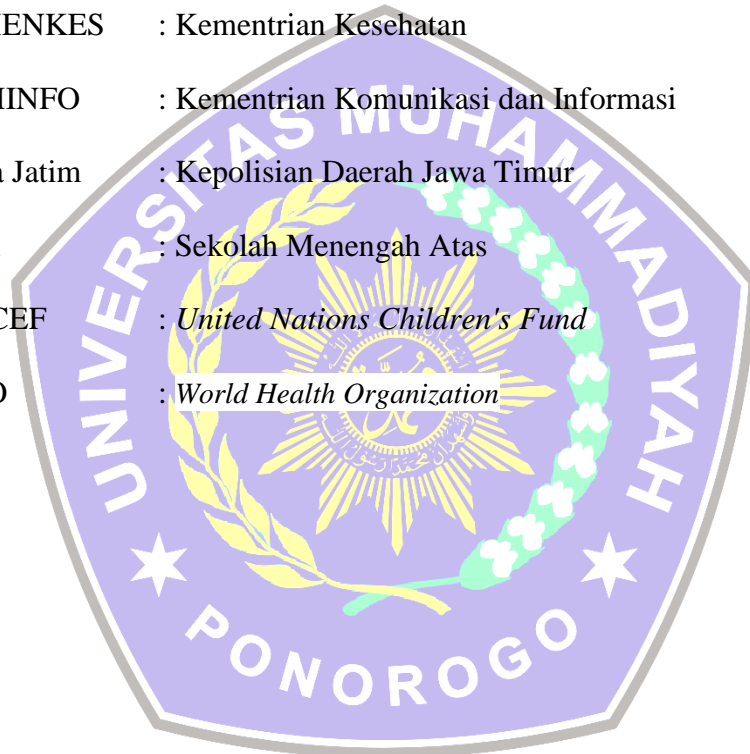 ENKES : Kementrian Kesehatan
INFO : Kementrian Komunikasi dan Informasi
Jatim : Kepolisian Daerah Jawa Timur
: Sekolah Menengah Atas
CEF : United Nations Children's Fund
: World Health Organization
UNIVERSITAS MUHAMMADIYAH
PONOROGO